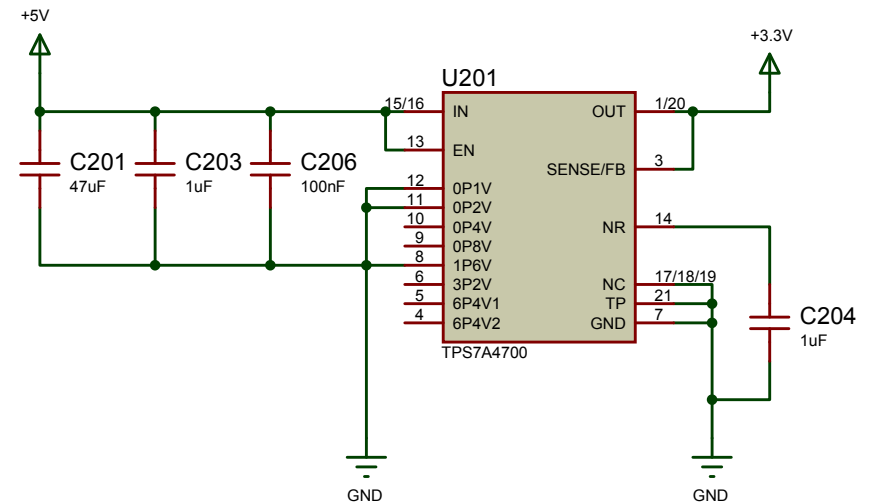 +5V
+3.3V
U201
15/16 IN OUT 1/20
13 EN
SENSE/FB 3
C201
47uF
C203
1uF
C206
100nF
12 0P1V
11 0P2V
10 0P4V NR 14
9 0P8V
8 1P6V
6 3P2V NC 17/18/19
5 6P4V1 TP 21
4 6P4V2 GND 7
C204
1uF
TPS7A4700
GND
GND